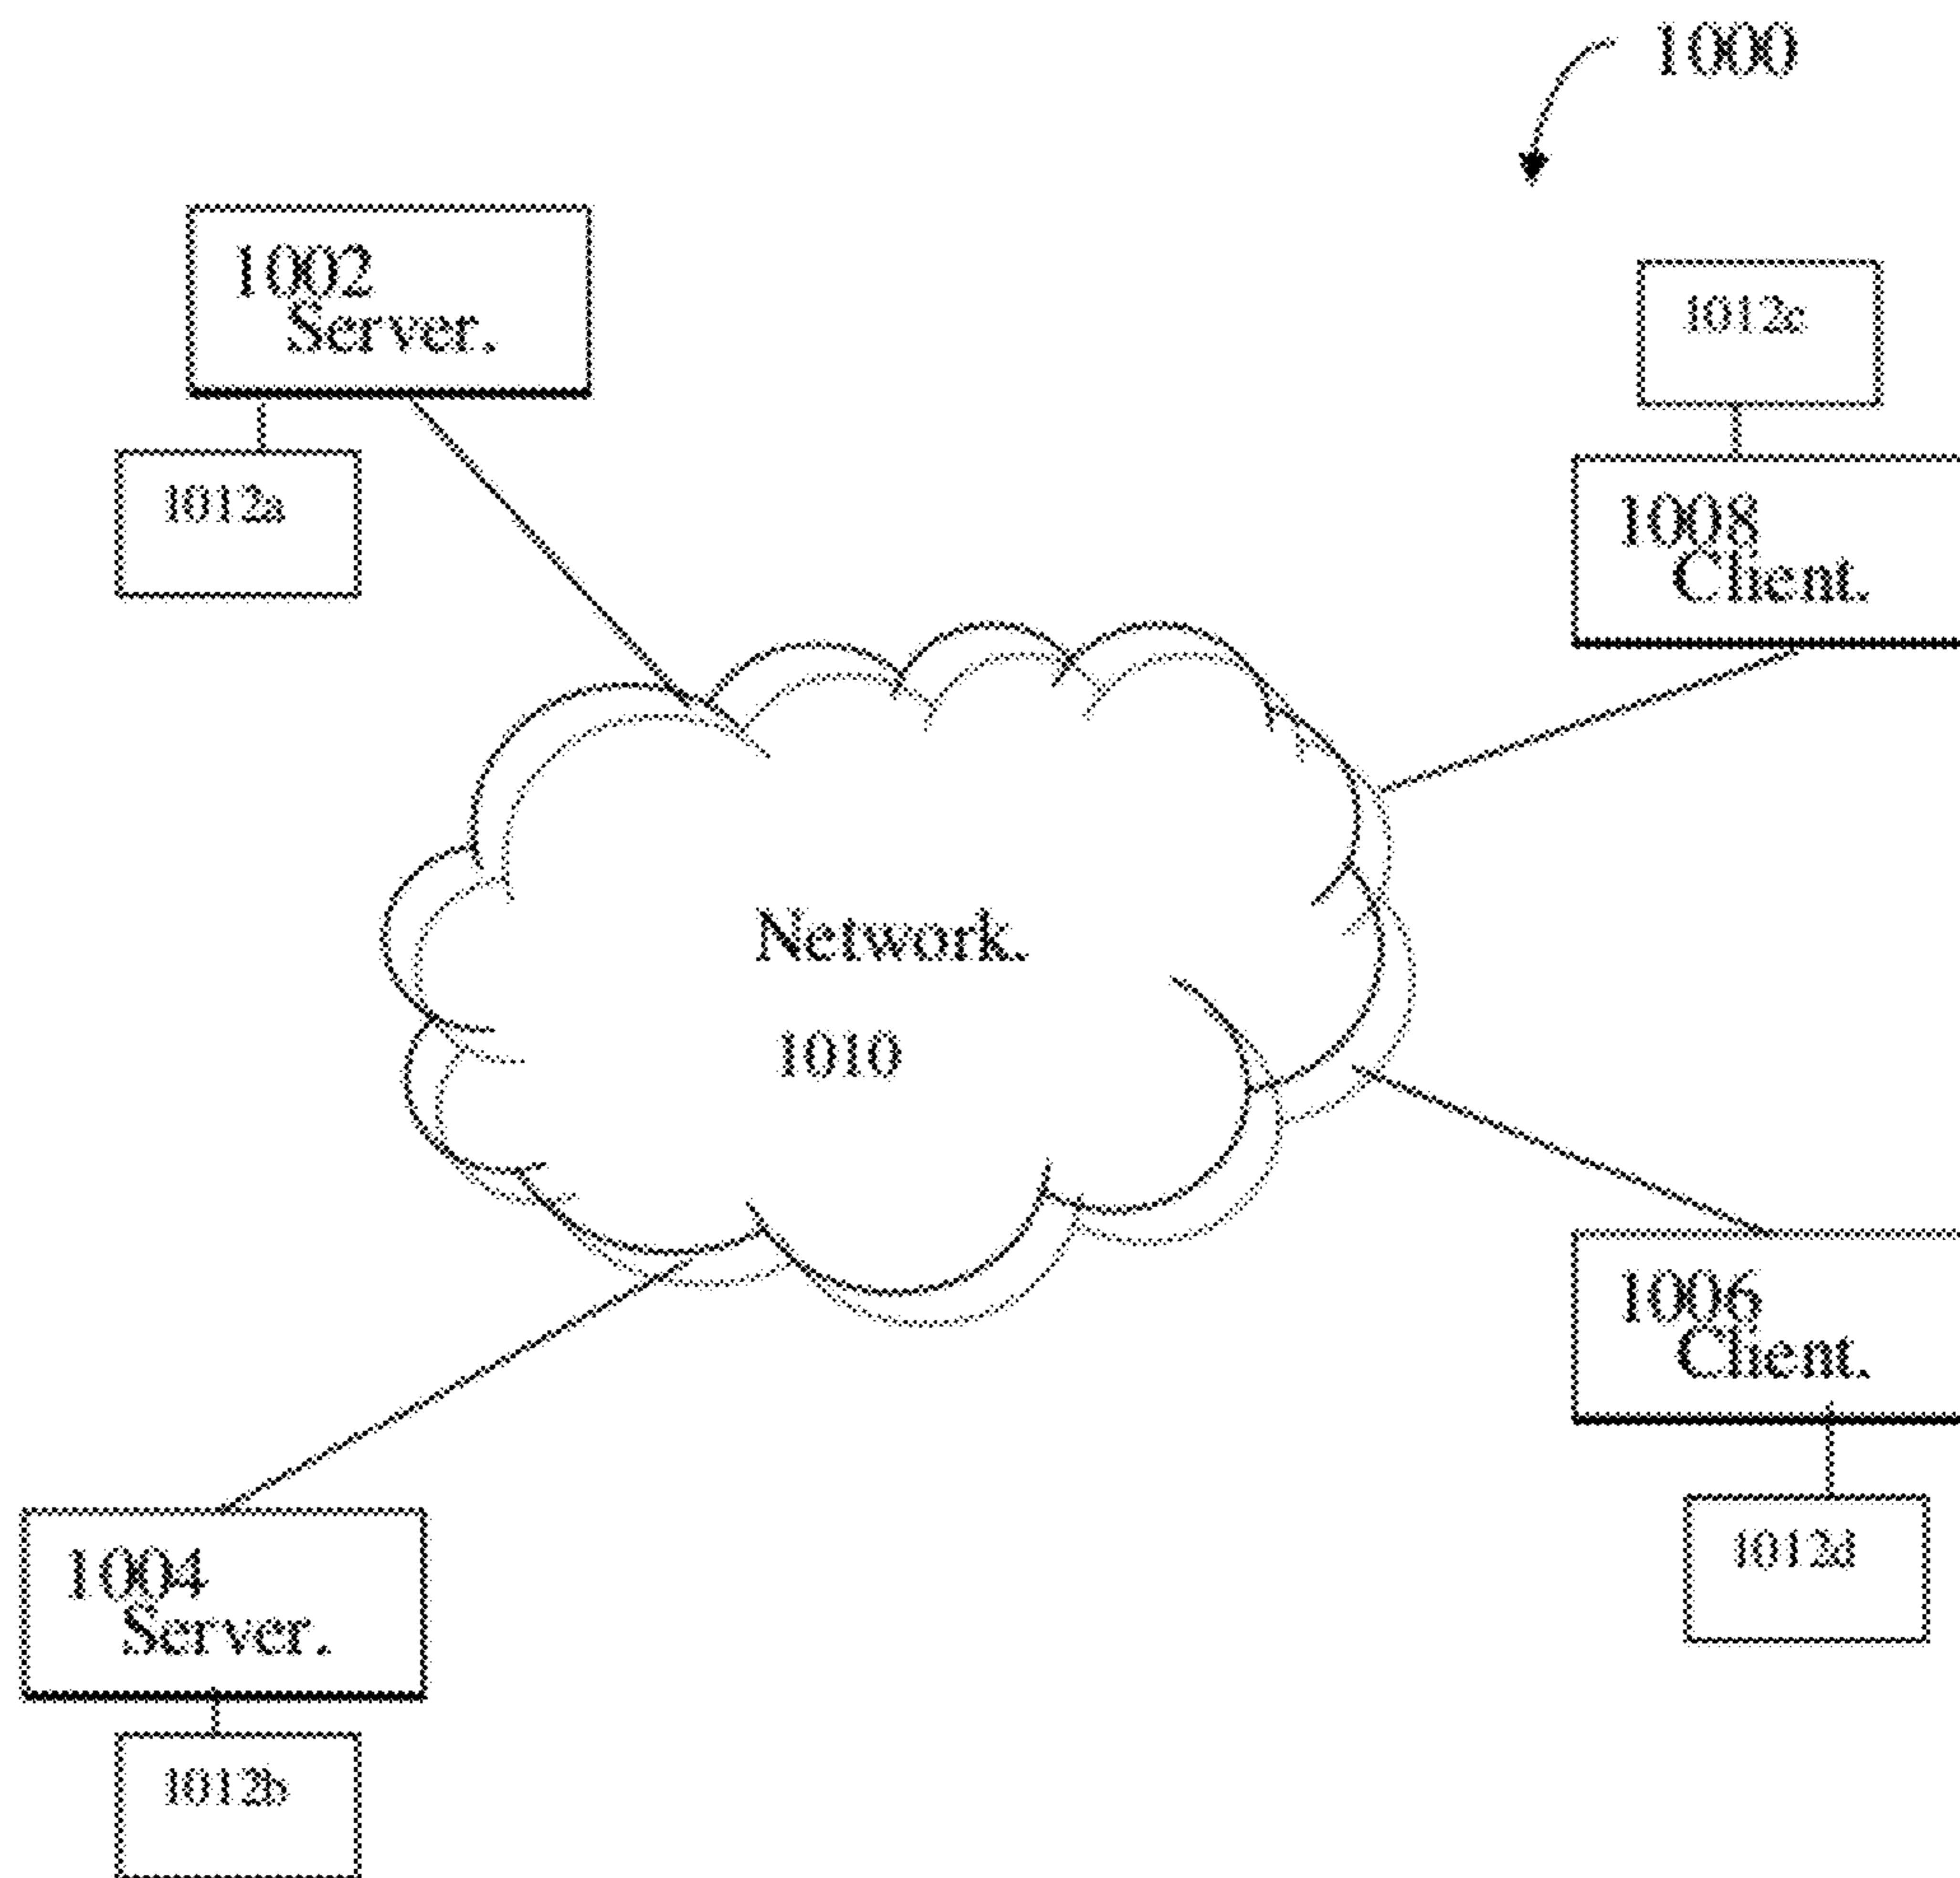 1000
1002
Server.
1012a
1012c
1008
Client.
Network.
1010
1006
Client.
1012d
1004
Server.
1012b